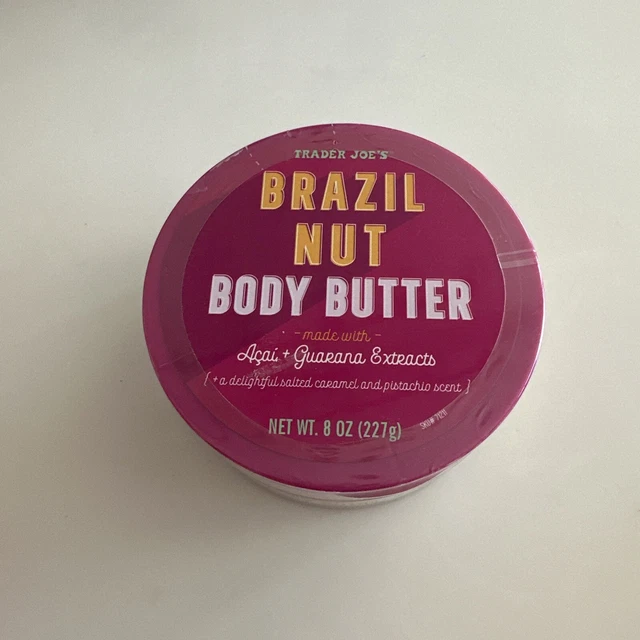 TRADER JOE'S
BRAZIL
NUT
BODY BUTTER
- made with -
Açaí + Guarana Extracts
[ + a delightful salted caramel and pistachio scent ]
NET WT. 8 OZ (227g)